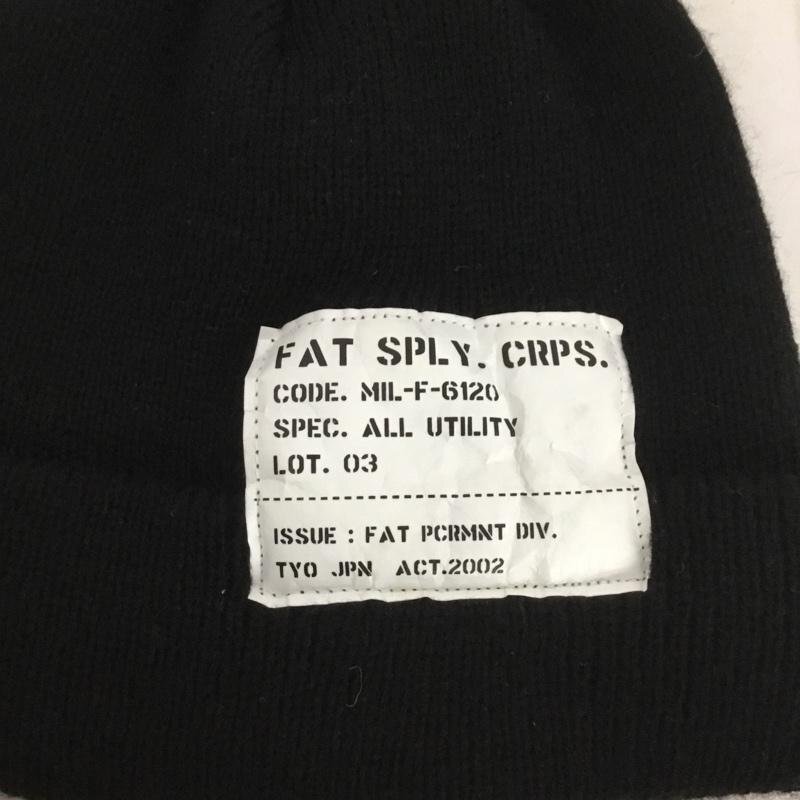 FAT SPLY. CRPS.
CODE. MIL-F-6120
SPEC. ALL UTILITY
LOT. 03
ISSUE : FAT PCRMNT DIV.
TYO JPN ACT.2002